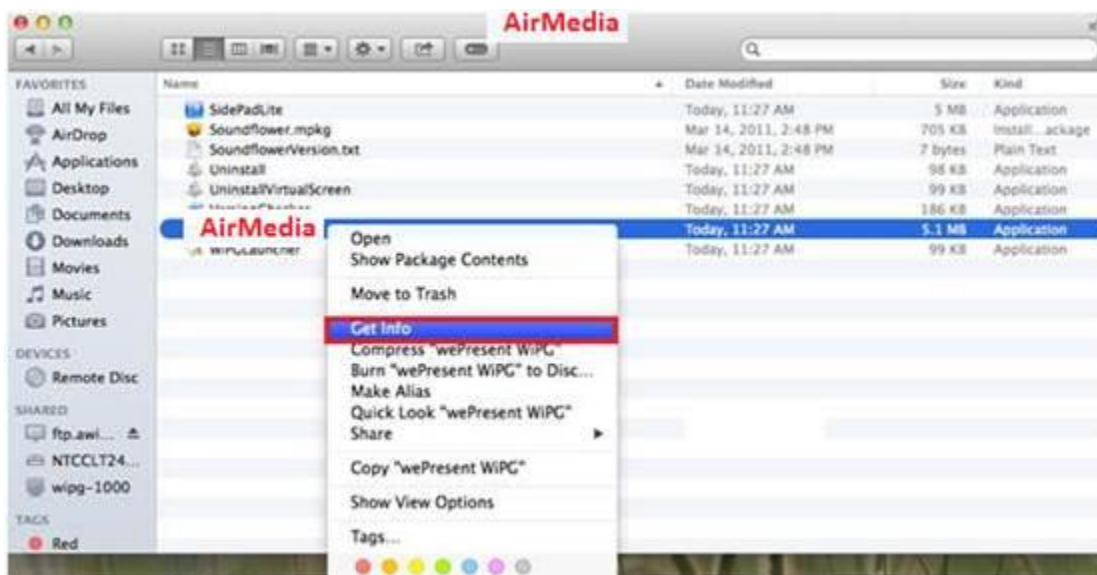 AirMedia
FAVORITES
All My Files
AirDrop
Applications
Desktop
Documents
Downloads
Movies
Music
Pictures
DEVICES
Remote Disc
SHARED
ftp.awi...
NTCCLT24...
wipg-1000
TAGS
Red
Name Date Modified Size Kind
SidePadLite Today, 11:27 AM 5 MB Application
Soundflower.mpkg Mar 14, 2011, 2:48 PM 705 KB Install...ackage
SoundflowerVersion.txt Mar 14, 2011, 2:48 PM 7 bytes Plain Text
Uninstall Today, 11:27 AM 98 KB Application
UninstallVirtualScreen Today, 11:27 AM 99 KB Application
VersionChecker Today, 11:27 AM 186 KB Application
AirMedia Today, 11:27 AM 5.1 MB Application
WiPGLauncher Today, 11:27 AM 99 KB Application
Open
Show Package Contents
Move to Trash
Get Info
Compress "wePresent WiPG"
Burn "wePresent WiPG" to Disc...
Make Alias
Quick Look "wePresent WiPG"
Share
Copy "wePresent WiPG"
Show View Options
Tags...